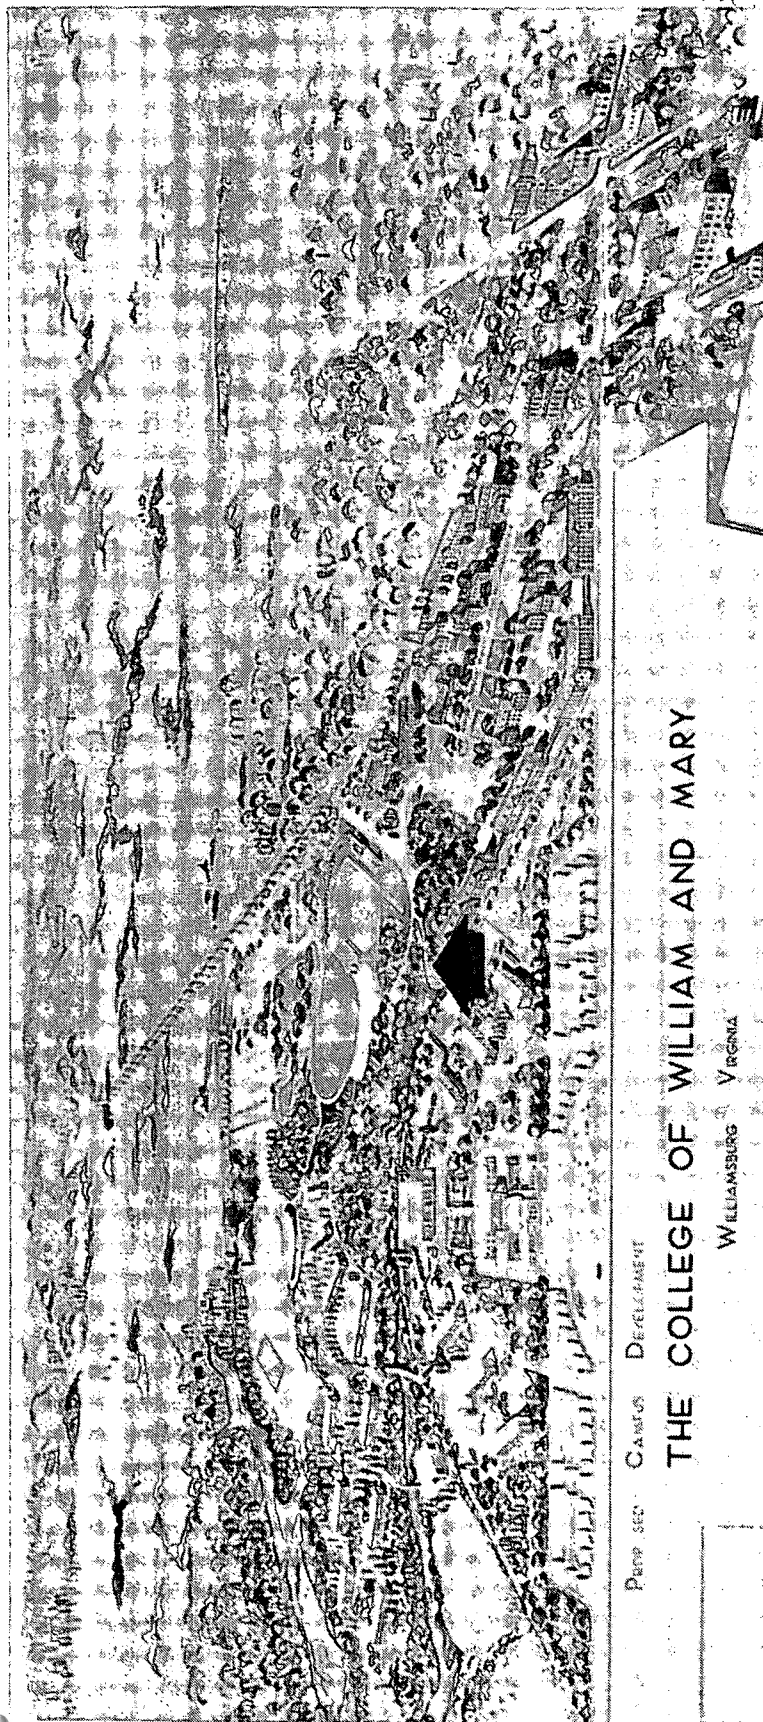 Proposed Campus Development
THE COLLEGE OF WILLIAM AND MARY
Williamsburg Virginia